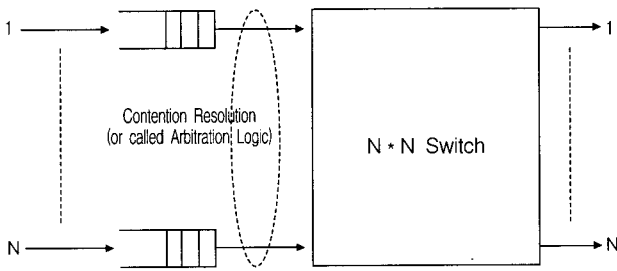 1
1
Contention Resolution
(or called Arbitration Logic)
N * N Switch
N
N